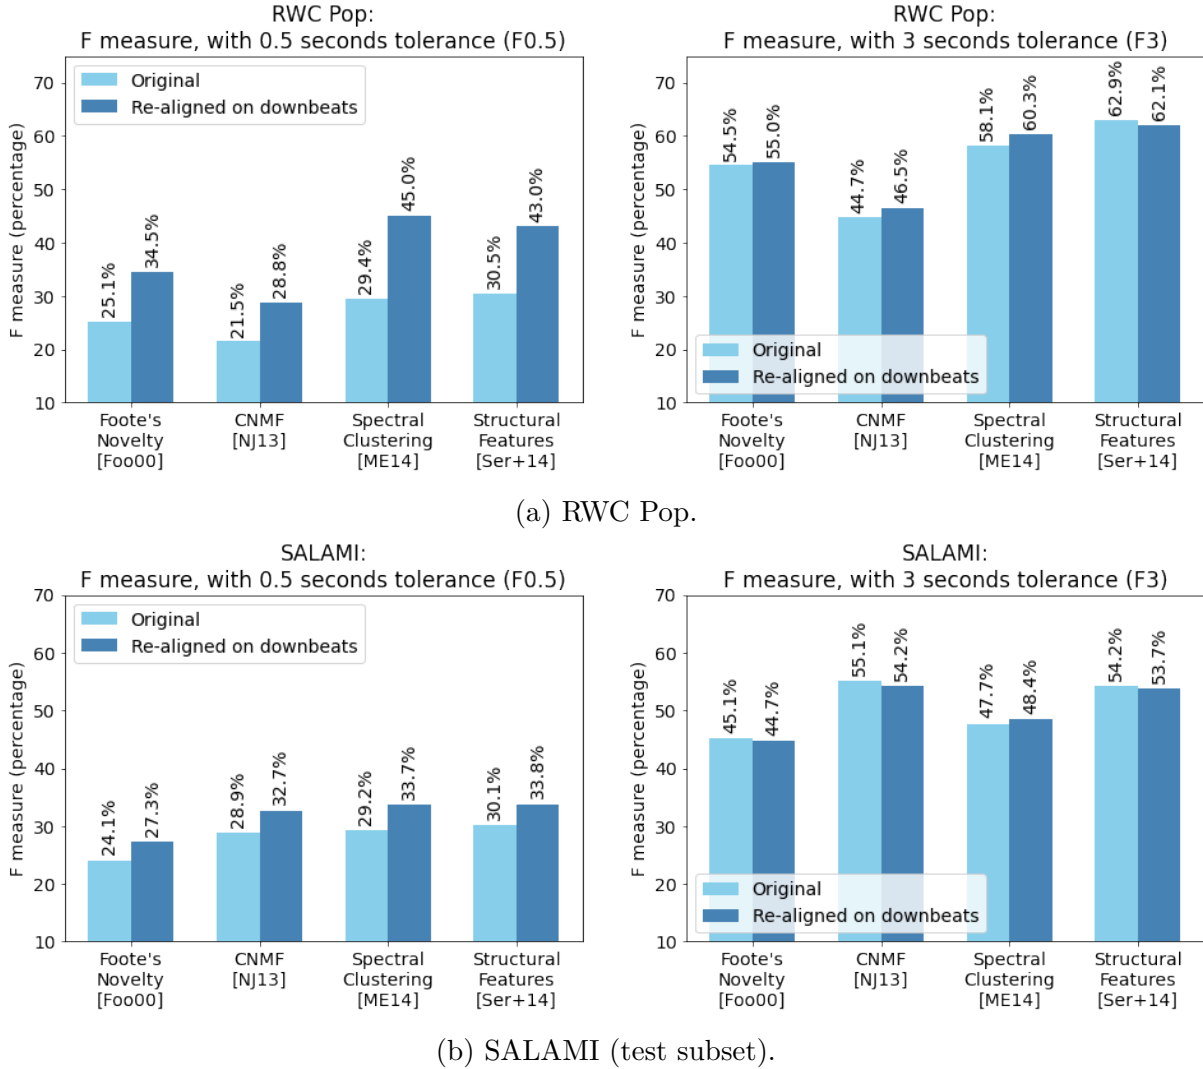 RWC Pop:
F measure, with 0.5 seconds tolerance (F0.5)
F measure (percentage)
70
60
50
40
30
20
10
Original
Re-aligned on downbeats
25.1%
34.5%
21.5%
28.8%
29.4%
45.0%
30.5%
43.0%
Foote's
Novelty
[Foo00]
CNMF
[NJ13]
Spectral
Clustering
[ME14]
Structural
Features
[Ser+14]
RWC Pop:
F measure, with 3 seconds tolerance (F3)
F measure (percentage)
70
60
50
40
30
20
10
54.5%
55.0%
44.7%
46.5%
58.1%
60.3%
62.9%
62.1%
Original
Re-aligned on downbeats
Foote's
Novelty
[Foo00]
CNMF
[NJ13]
Spectral
Clustering
[ME14]
Structural
Features
[Ser+14]
(a) RWC Pop.
SALAMI:
F measure, with 0.5 seconds tolerance (F0.5)
F measure (percentage)
70
60
50
40
30
20
10
Original
Re-aligned on downbeats
24.1%
27.3%
28.9%
32.7%
29.2%
33.7%
30.1%
33.8%
Foote's
Novelty
[Foo00]
CNMF
[NJ13]
Spectral
Clustering
[ME14]
Structural
Features
[Ser+14]
SALAMI:
F measure, with 3 seconds tolerance (F3)
F measure (percentage)
70
60
50
40
30
20
10
45.1%
44.7%
55.1%
54.2%
47.7%
48.4%
54.2%
53.7%
Original
Re-aligned on downbeats
Foote's
Novelty
[Foo00]
CNMF
[NJ13]
Spectral
Clustering
[ME14]
Structural
Features
[Ser+14]
(b) SALAMI (test subset).